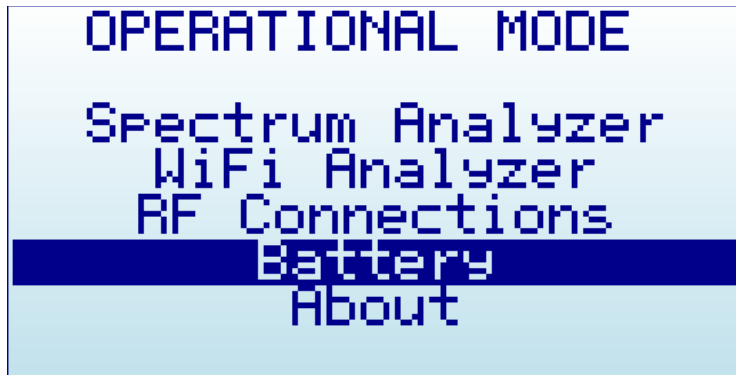 OPERATIONAL MODE
Spectrum Analyzer
WiFi Analyzer
RF Connections
Battery
About